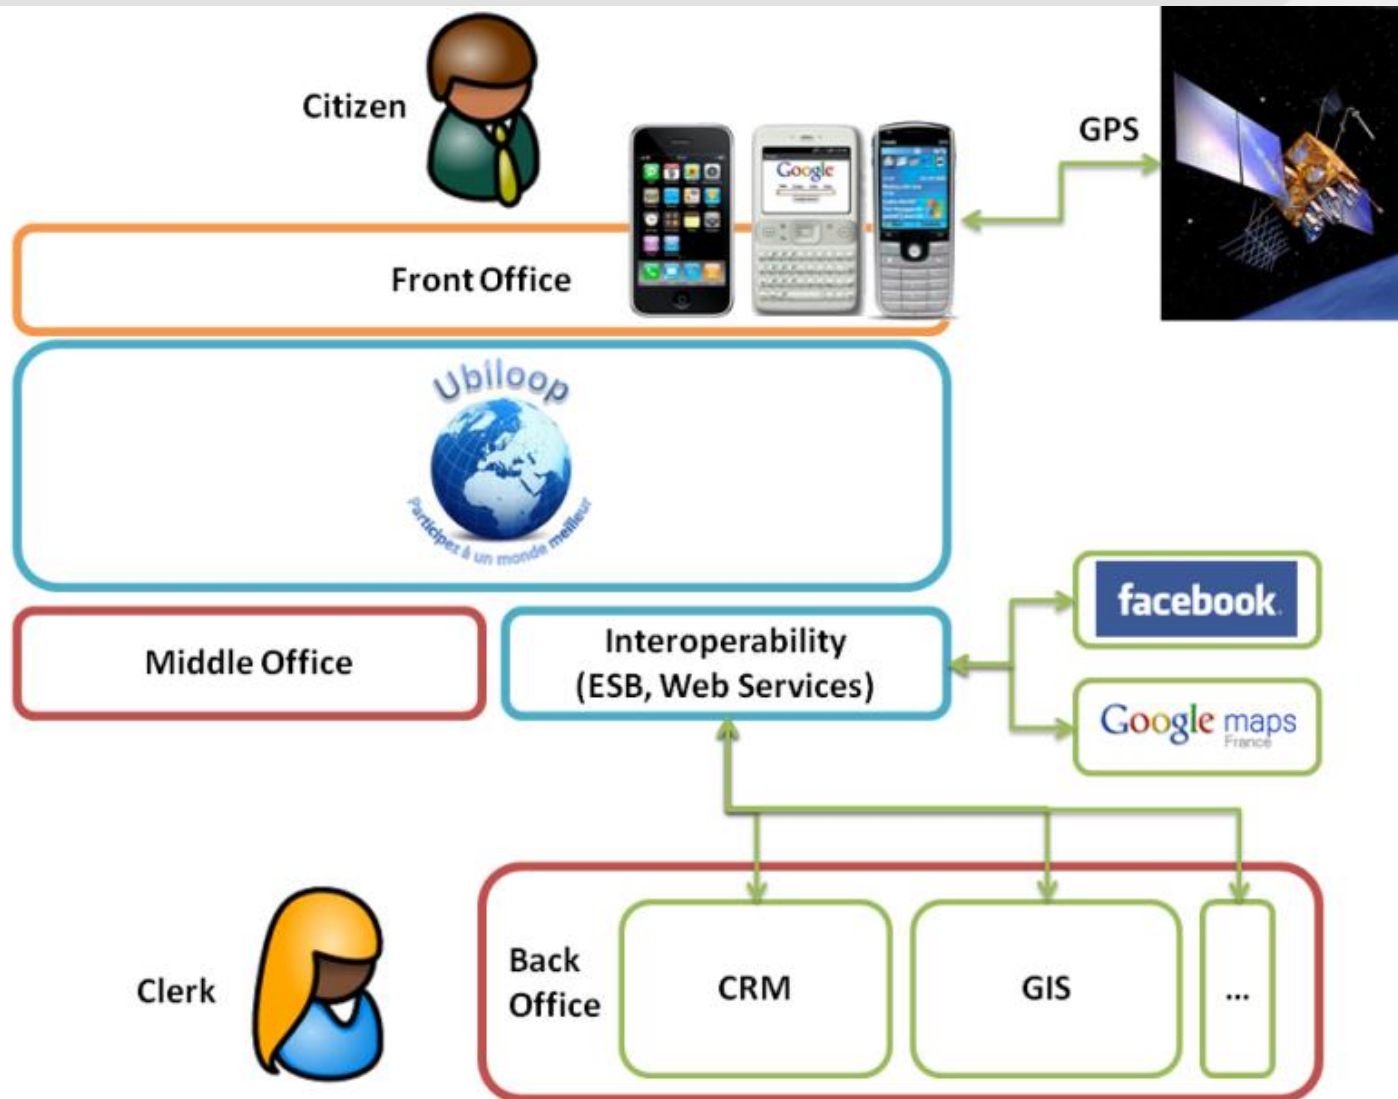 Citizen
GPS
Google
Front Office
Ubiloop
Participez à un monde meilleur
facebook.
Middle Office
Interoperability
(ESB, Web Services)
Google maps
France
Back
Office
CRM
GIS
...
Clerk